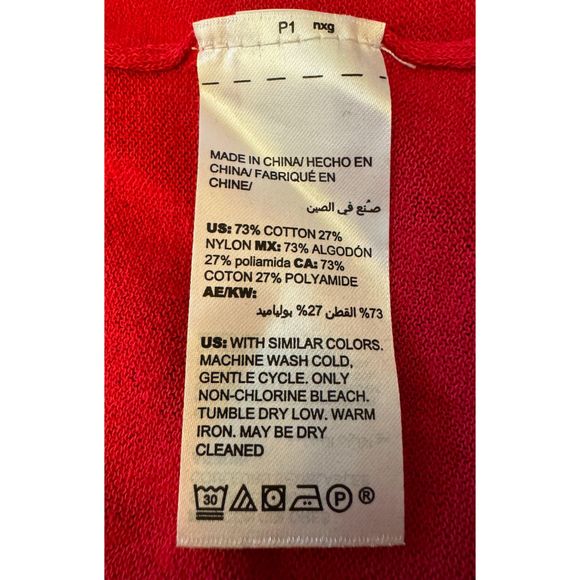 P1 nxg
MADE IN CHINA/ HECHO EN
CHINA/ FABRIQUÉ EN
CHINE/
صُنع في الصين
US: 73% COTTON 27%
NYLON MX: 73% ALGODÓN
27% poliamida CA: 73%
COTON 27% POLYAMIDE
AE/KW:
73% القطن 27% بولياميد
US: WITH SIMILAR COLORS.
MACHINE WASH COLD,
GENTLE CYCLE. ONLY
NON-CHLORINE BLEACH.
TUMBLE DRY LOW. WARM
IRON. MAY BE DRY
CLEANED
30 P ®